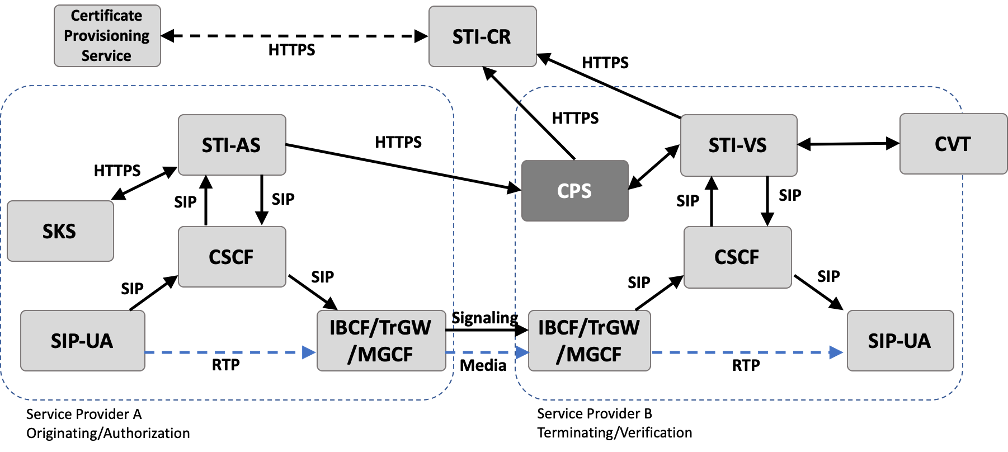 Certificate
Provisioning
Service
HTTPS
STI-CR
HTTPS
HTTPS
STI-AS
HTTPS
STI-VS
CVT
HTTPS
SKS
SIP
SIP
CPS
SIP
SIP
CSCF
CSCF
SIP
SIP
SIP
SIP
SIP-UA
IBCF/TrGW
/MGCF
Signaling
IBCF/TrGW
/MGCF
SIP-UA
RTP
Media
RTP
Service Provider A
Originating/Authorization
Service Provider B
Terminating/Verification